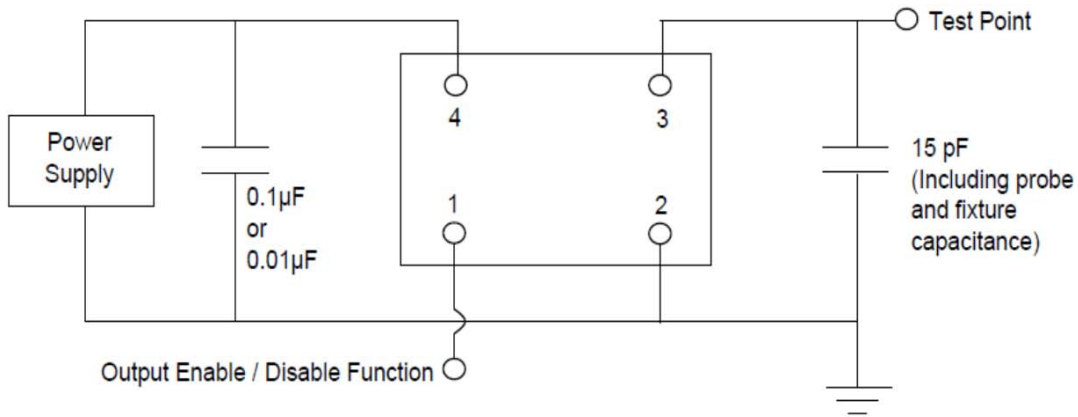 Test Point
4
3
Power
Supply
15 pF
(Including probe
and fixture
capacitance)
0.1µF
or
0.01µF
1
2
Output Enable / Disable Function